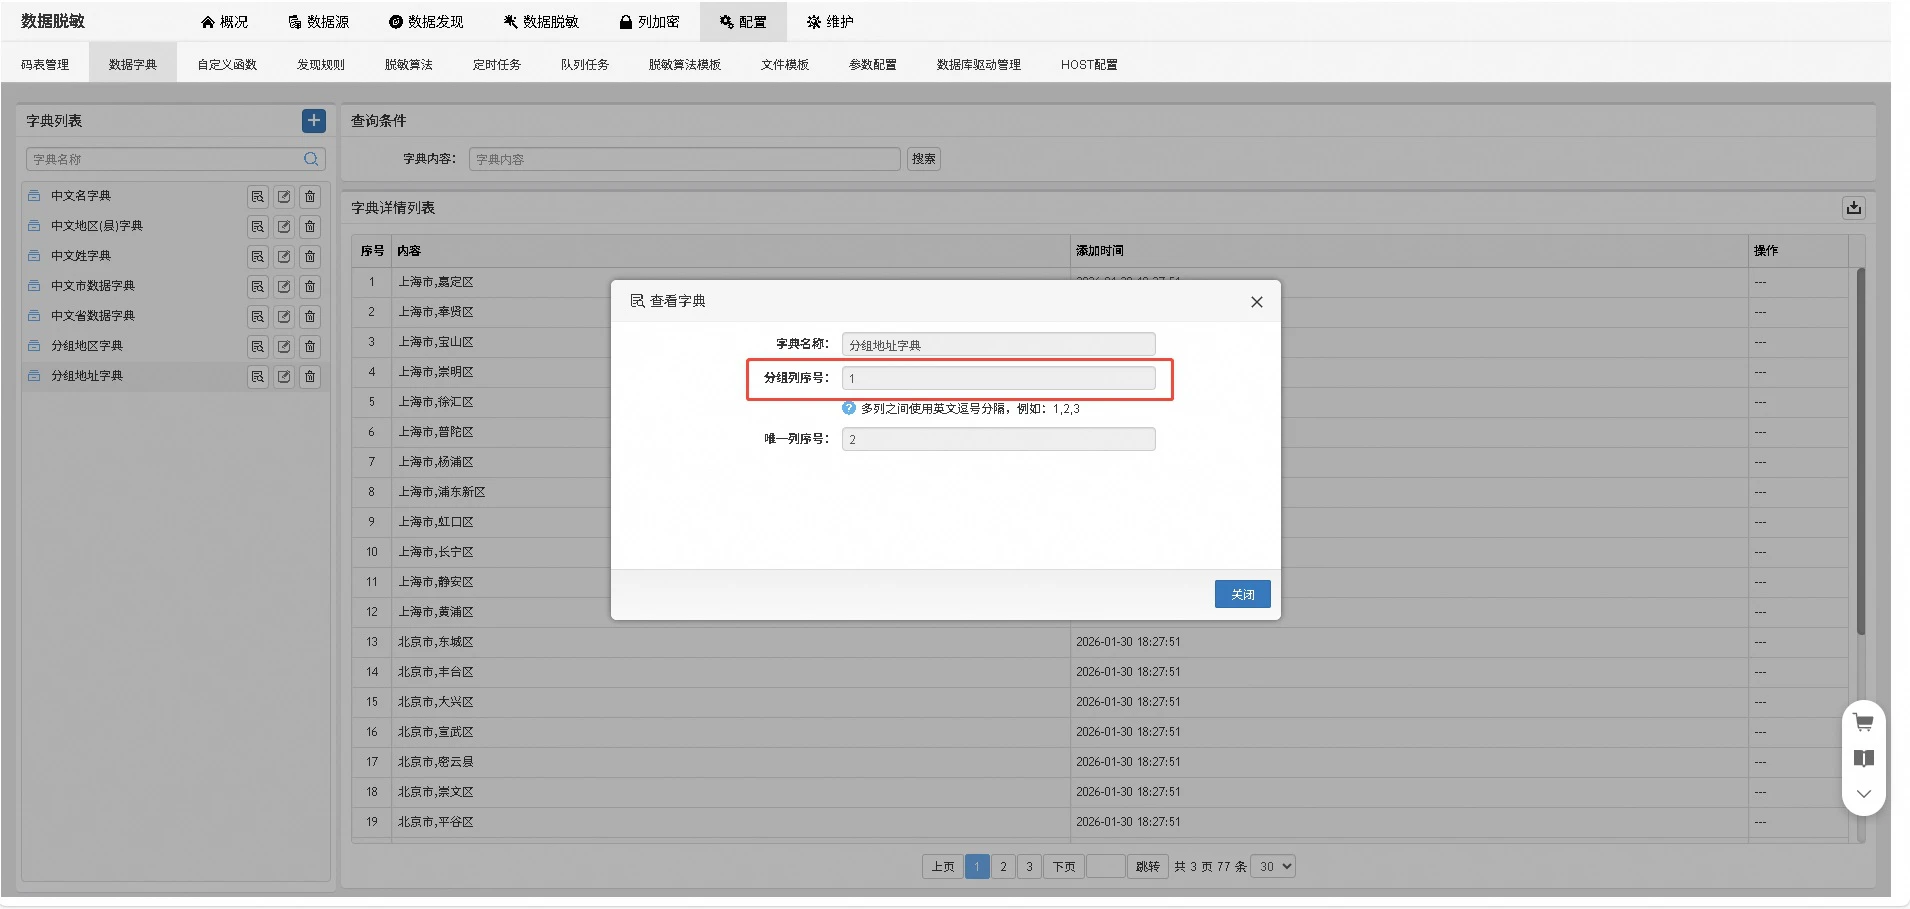 数据脱敏 概况 数据源 数据发现 数据脱敏 列加密 配置 维护
码表管理 数据字典 自定义函数 发现规则 脱敏算法 定时任务 队列任务 脱敏算法模板 文件模板 参数配置 数据库驱动管理 HOST配置
字典列表
字典名称
中文名字典
中文地区(县)字典
中文姓字典
中文市数据字典
中文省数据字典
分组地区字典
分组地址字典
查询条件
字典内容： 字典内容 搜索
字典详情列表
序号 内容 添加时间 操作
1 上海市,嘉定区 2026-01-30 18:27:51 ---
2 上海市,奉贤区 ---
3 上海市,宝山区 ---
4 上海市,崇明区 ---
5 上海市,徐汇区 ---
6 上海市,普陀区 ---
7 上海市,杨浦区 ---
8 上海市,浦东新区 ---
9 上海市,虹口区 ---
10 上海市,长宁区 ---
11 上海市,静安区 ---
12 上海市,黄浦区 ---
13 北京市,东城区 2026-01-30 18:27:51 ---
14 北京市,丰台区 2026-01-30 18:27:51 ---
15 北京市,大兴区 2026-01-30 18:27:51 ---
16 北京市,宣武区 2026-01-30 18:27:51 ---
17 北京市,密云县 2026-01-30 18:27:51 ---
18 北京市,崇文区 2026-01-30 18:27:51 ---
19 北京市,平谷区 2026-01-30 18:27:51 ---
上页 1 2 3 下页 跳转 共 3 页 77 条 30
查看字典
字典名称： 分组地址字典
分组列序号： 1
多列之间使用英文逗号分隔，例如：1,2,3
唯一列序号： 2
关闭